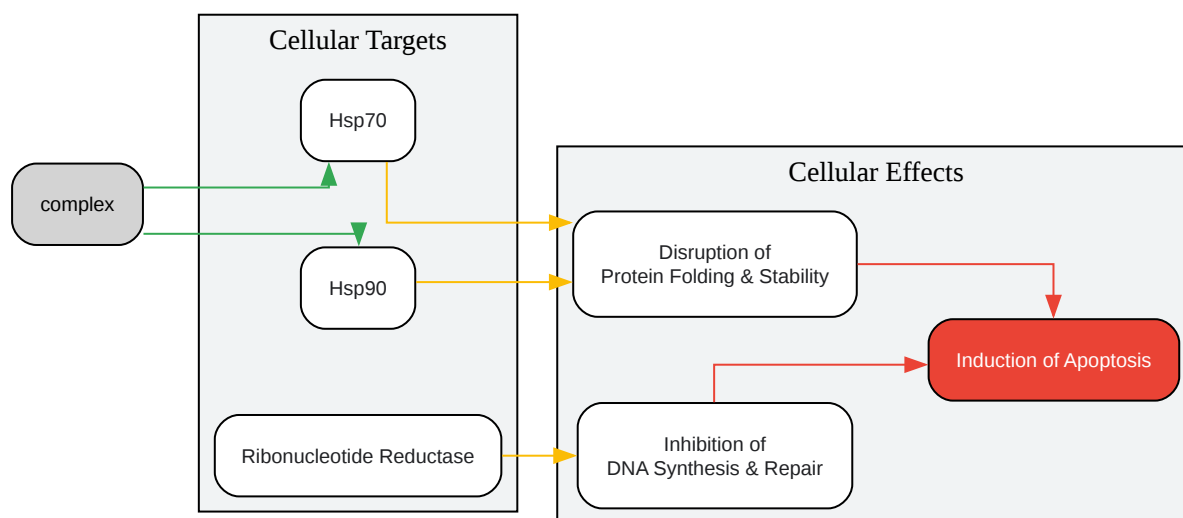 Cellular Targets
Hsp70
complex
Hsp90
Ribonucleotide Reductase
Cellular Effects
Disruption of
Protein Folding & Stability
Induction of Apoptosis
Inhibition of
DNA Synthesis & Repair